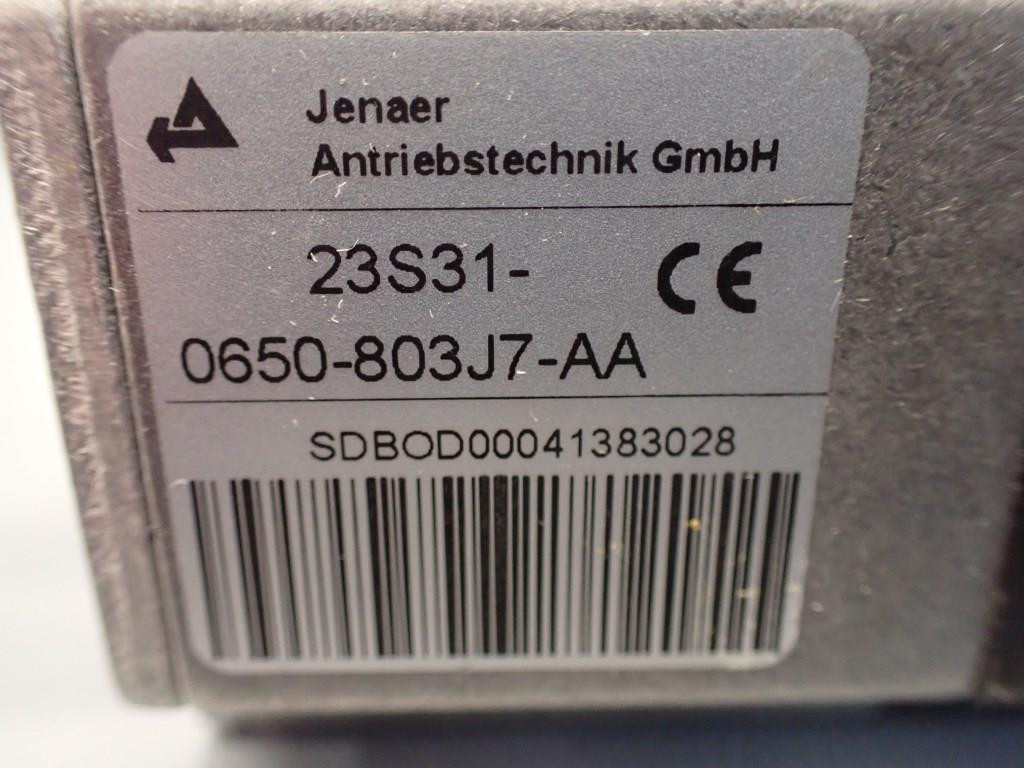 Jenaer
Antriebstechnik GmbH
23S31- CE
0650-803J7-AA
SDBOD00041383028